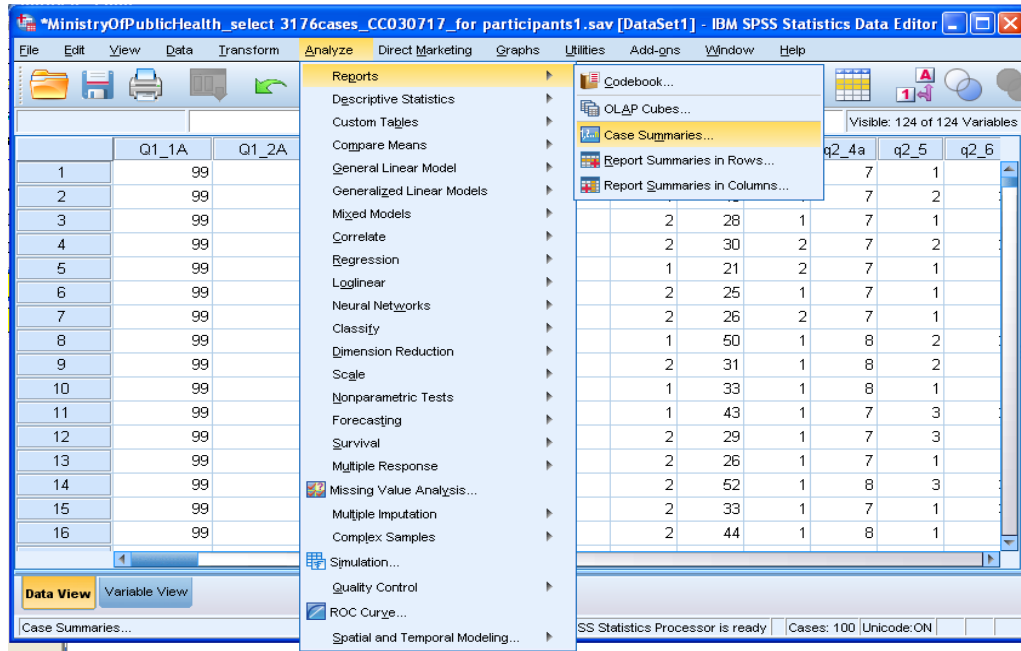 *MinistryOfPublicHealth_select 3176cases_CC030717_for participants1.sav [DataSet1] - IBM SPSS Statistics Data Editor
File Edit View Data Transform Analyze Direct Marketing Graphs Utilities Add-ons Window Help
Visible: 124 of 124 Variables
Reports
Descriptive Statistics
Custom Tables
Compare Means
General Linear Model
Generalized Linear Models
Mixed Models
Correlate
Regression
Loglinear
Neural Networks
Classify
Dimension Reduction
Scale
Nonparametric Tests
Forecasting
Survival
Multiple Response
Missing Value Analysis...
Multiple Imputation
Complex Samples
Simulation...
Quality Control
ROC Curve...
Spatial and Temporal Modeling...
Codebook...
OLAP Cubes...
Case Summaries...
Report Summaries in Rows...
Report Summaries in Columns...
Q1_1A Q1_2A q2_4a q2_5 q2_6
1 99 7 1
2 99 7 2
3 99 2 28 1 7 1
4 99 2 30 2 7 2
5 99 1 21 2 7 1
6 99 2 25 1 7 1
7 99 2 26 2 7 1
8 99 1 50 1 8 2
9 99 2 31 1 8 2
10 99 1 33 1 8 1
11 99 1 43 1 7 3
12 99 2 29 1 7 3
13 99 2 26 1 7 1
14 99 2 52 1 8 3
15 99 2 33 1 7 1
16 99 2 44 1 8 1
Data View Variable View
Case Summaries... SS Statistics Processor is ready Cases: 100 Unicode:ON